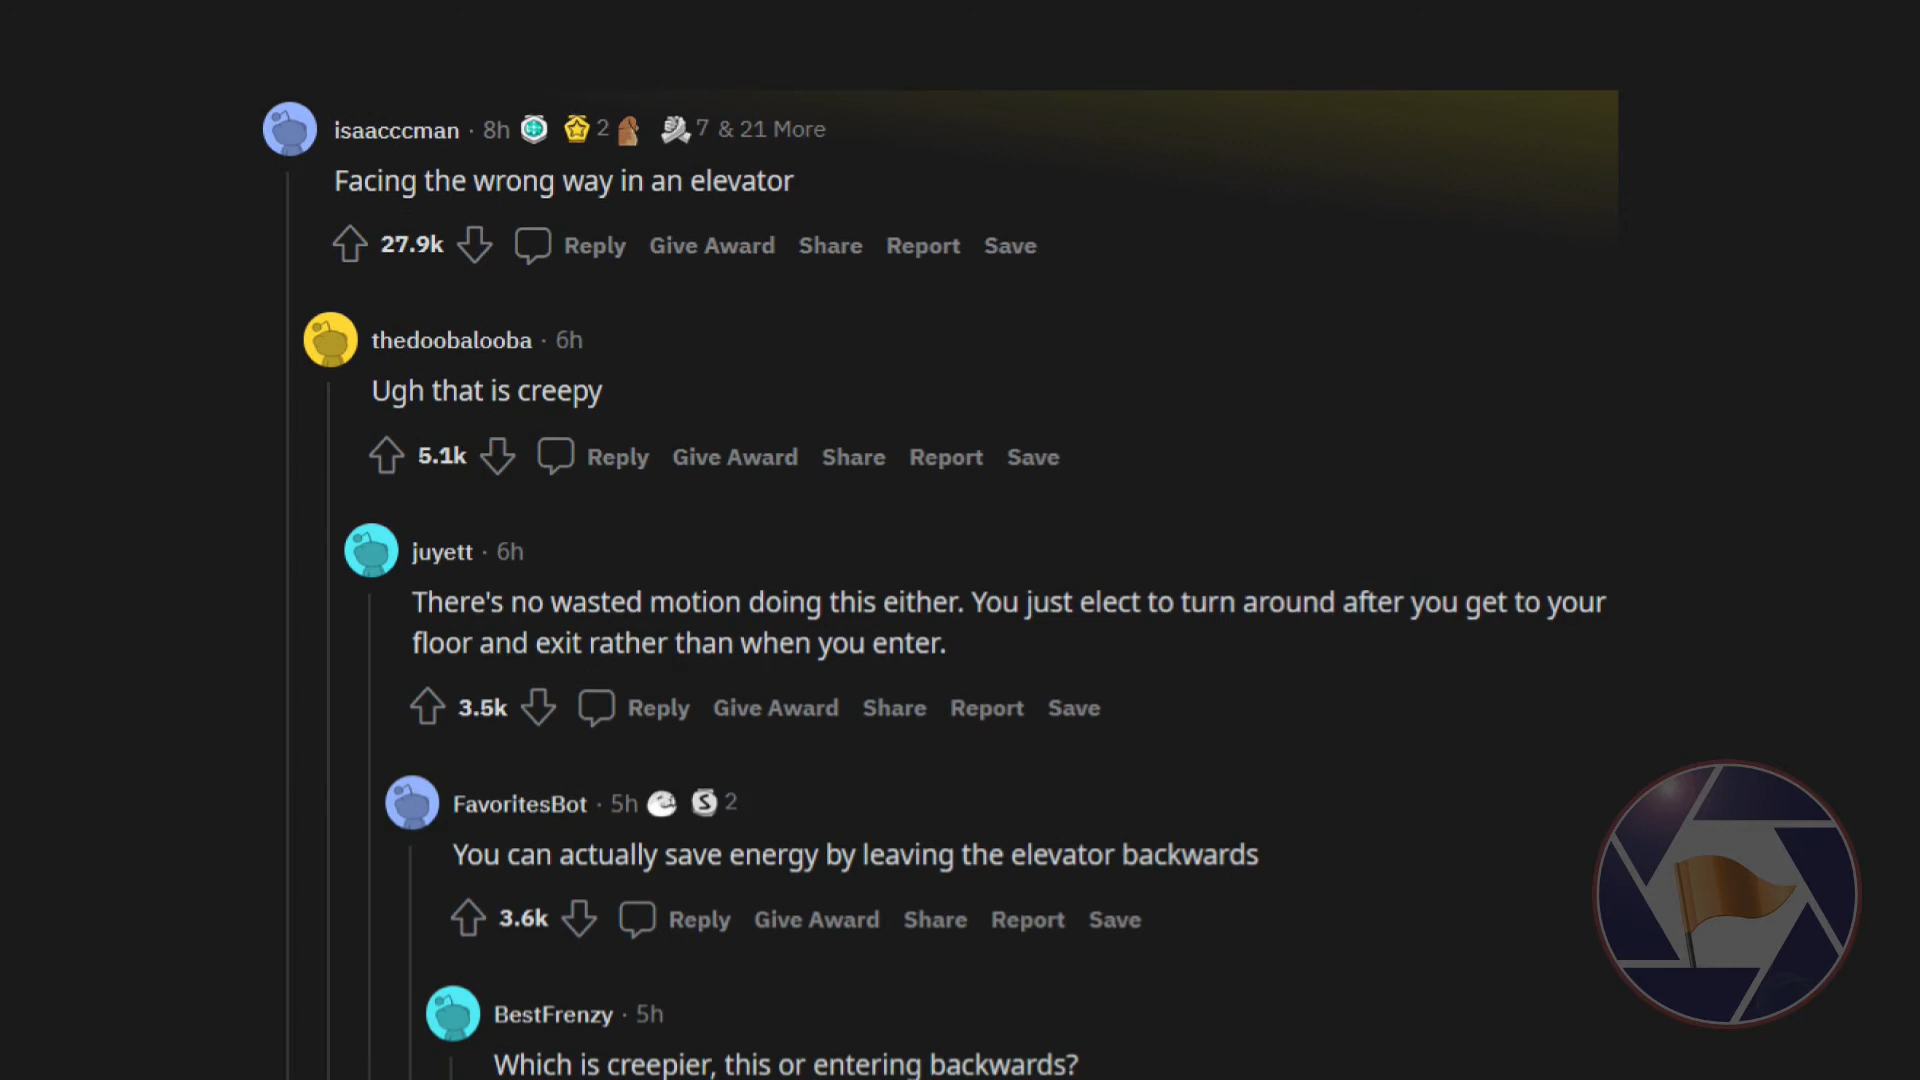 isaacccman · 8h 2 7 & 21 More
Facing the wrong way in an elevator
27.9k Reply Give Award Share Report Save
thedoobalooba · 6h
Ugh that is creepy
5.1k Reply Give Award Share Report Save
juyett · 6h
There's no wasted motion doing this either. You just elect to turn around after you get to your
floor and exit rather than when you enter.
3.5k Reply Give Award Share Report Save
FavoritesBot · 5h S 2
You can actually save energy by leaving the elevator backwards
3.6k Reply Give Award Share Report Save
BestFrenzy · 5h
Which is creepier, this or entering backwards?